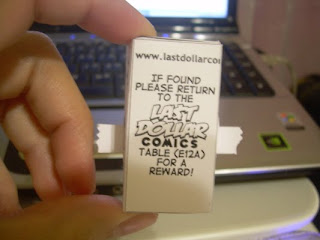 www.lastdollarco
IF FOUND
PLEASE RETURN
TO THE
LAST
DOLLAR
COMICS
TABLE (E12A)
FOR A
REWARD!